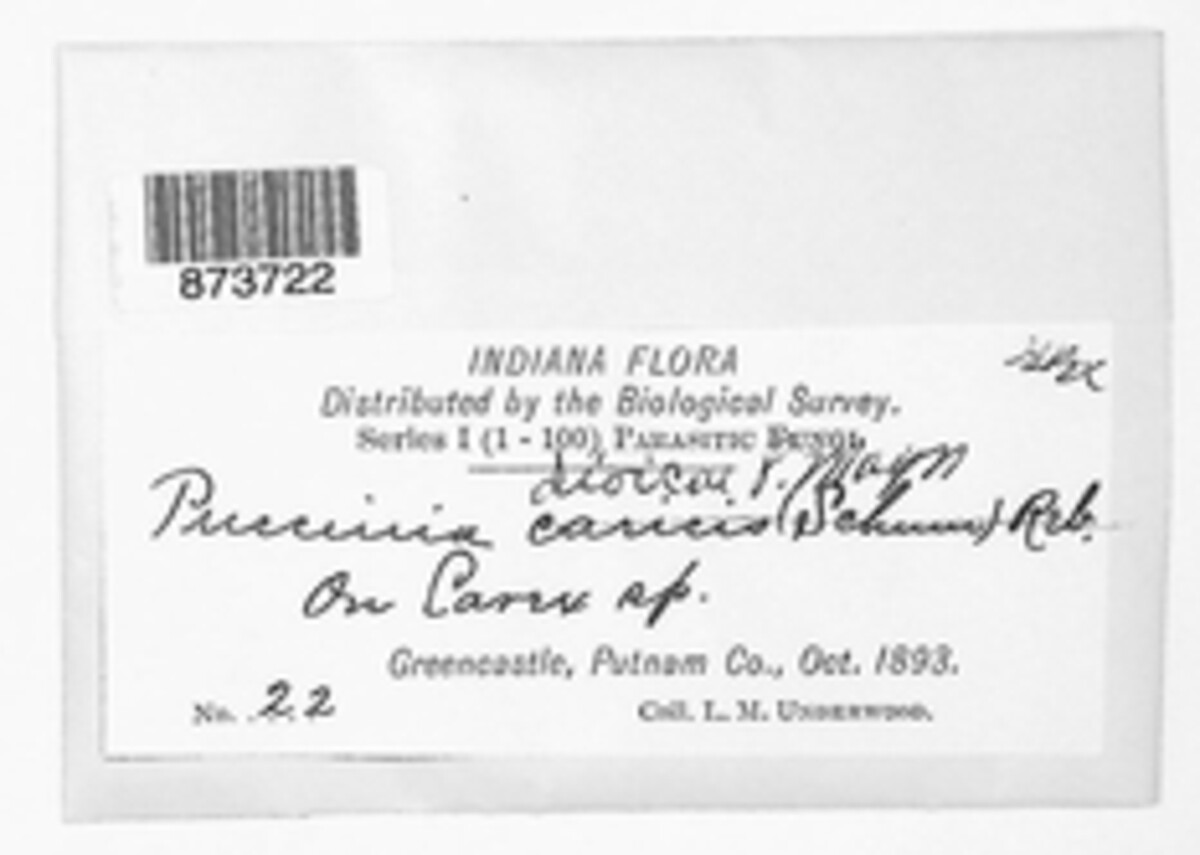 873722
INDIANA FLORA
Distributed by the Biological Survey.
Series I (1 - 100), PARASITIC FUNGI,
dioicae P. Magn
Puccinia caricis (Schum) Reb.
On Carex sp.
Greencastle, Putnam Co., Oct. 1893.
No. 22
Coll. L. M. UNDERWOOD.